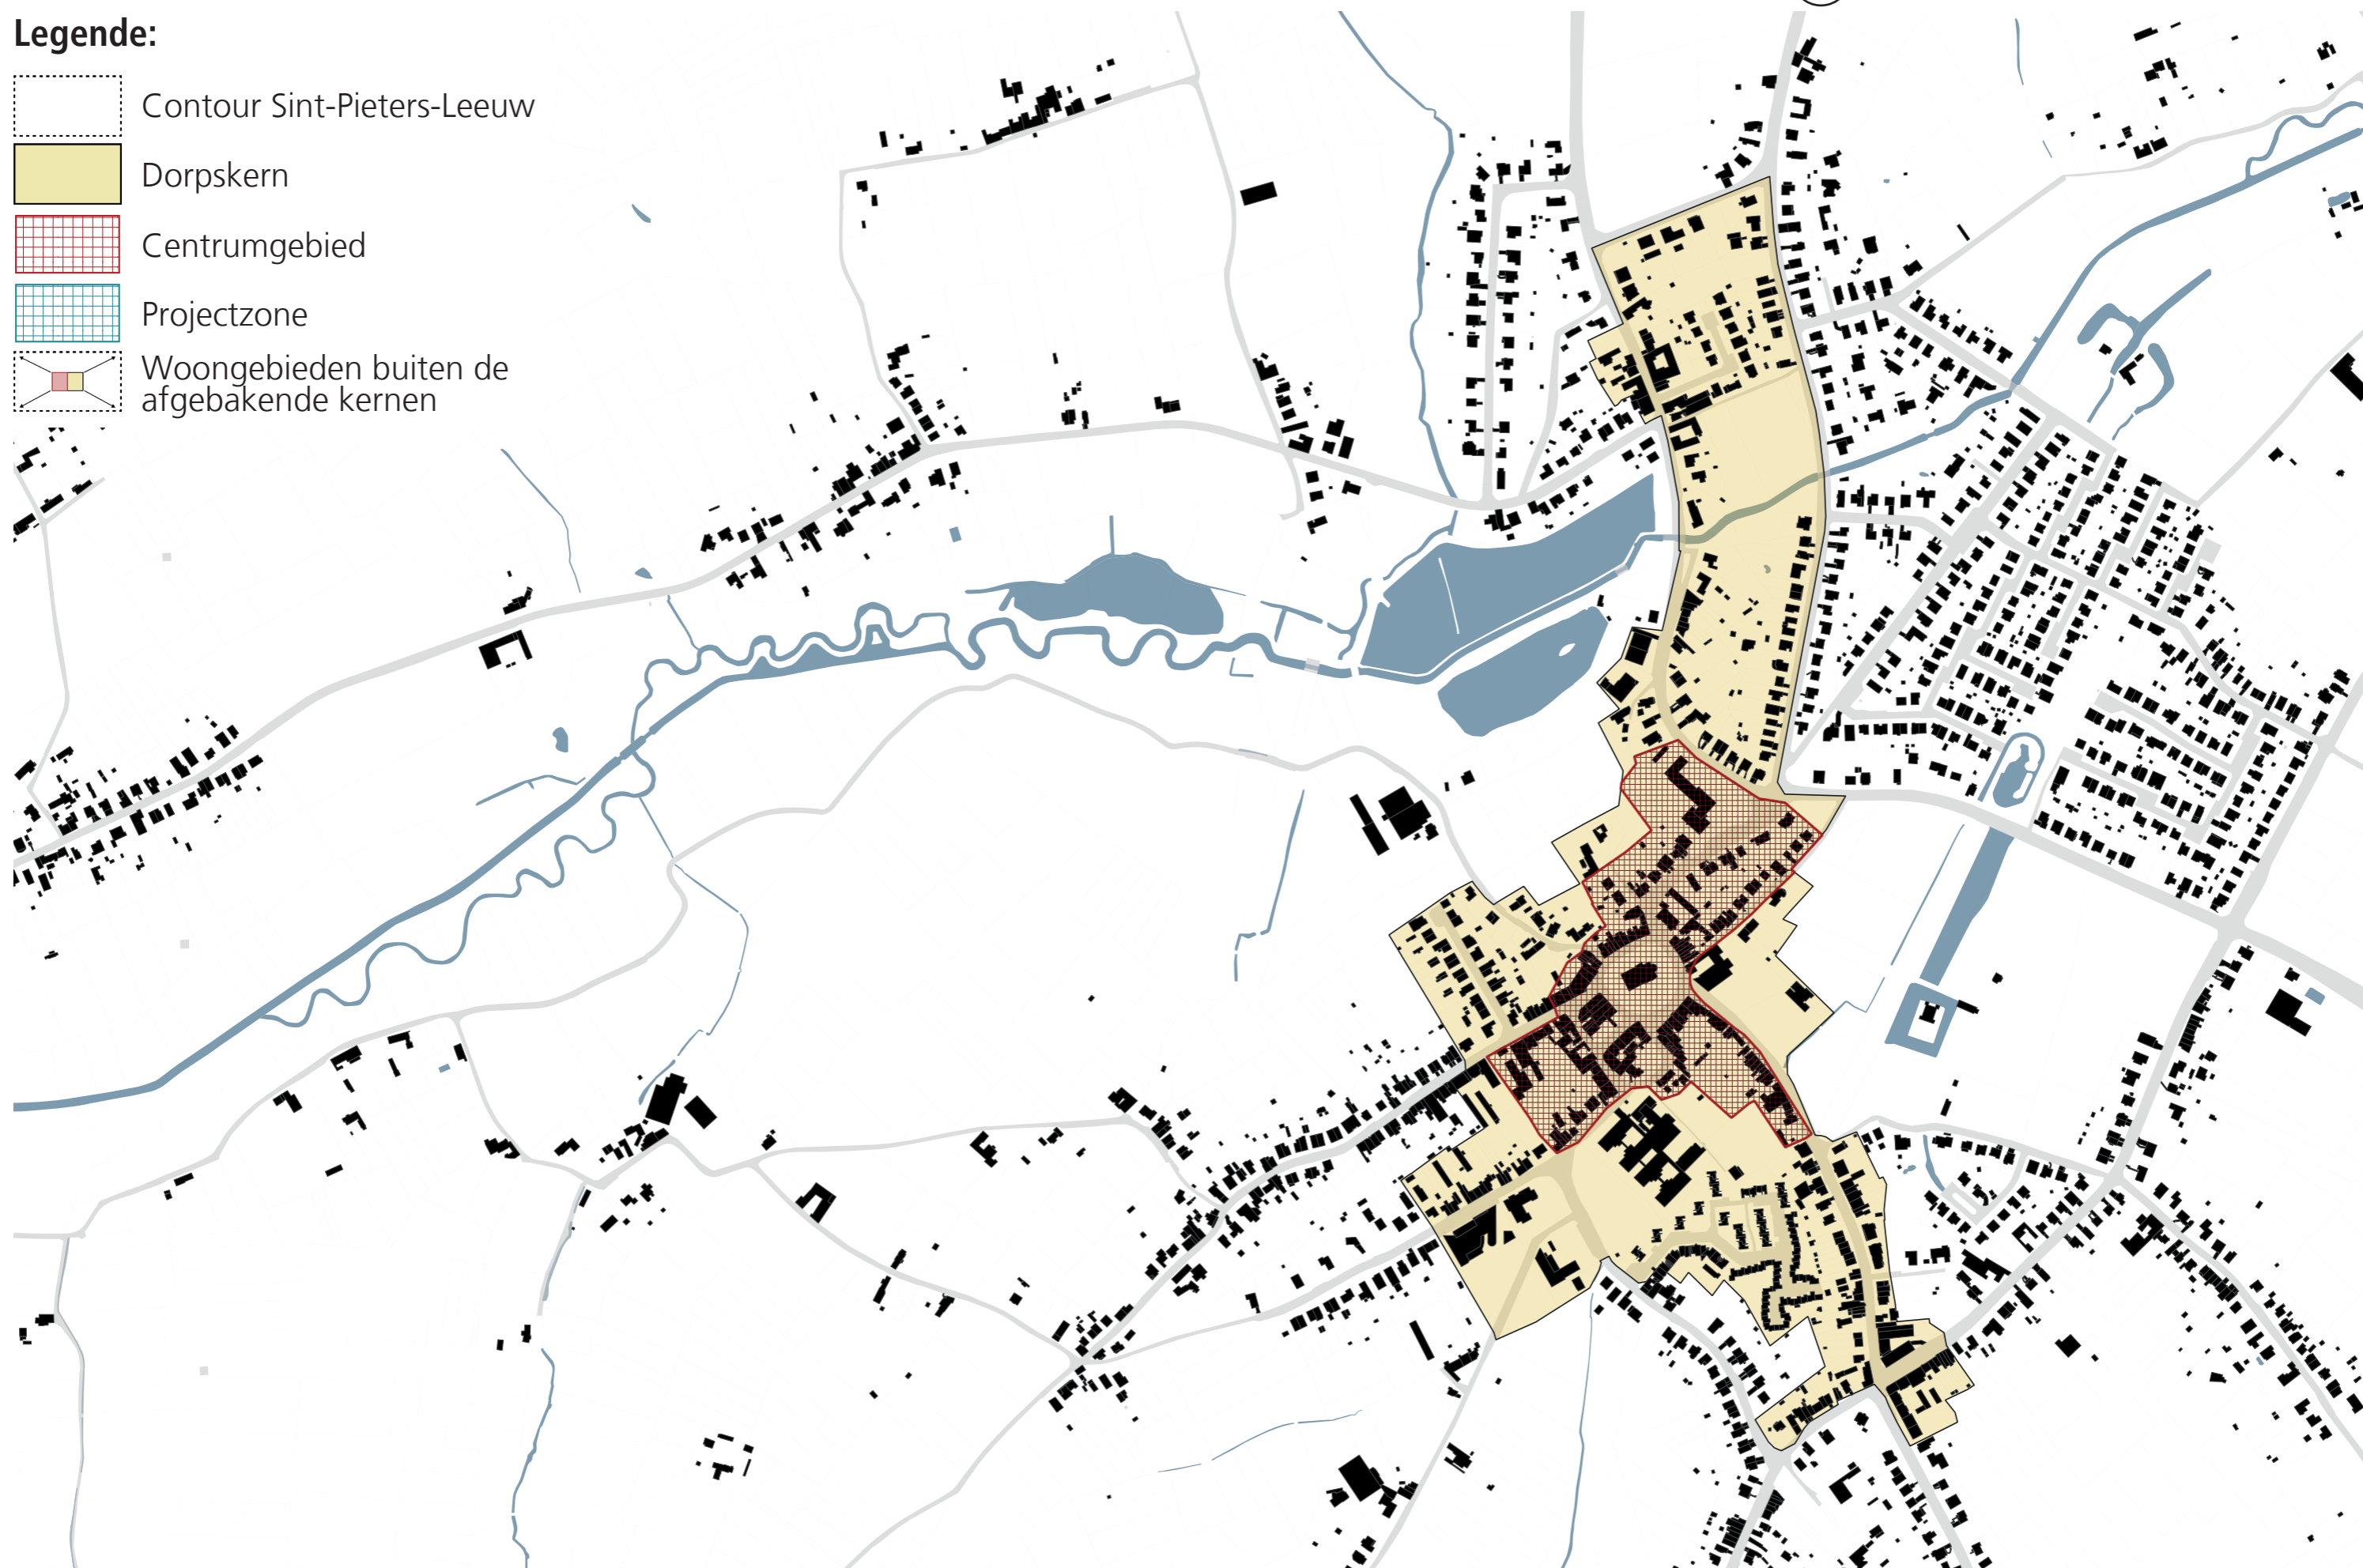 Legende:
Contour Sint-Pieters-Leeuw
Dorpskern
Centrumgebied
Projectzone
Woongebieden buiten de
afgebakende kernen